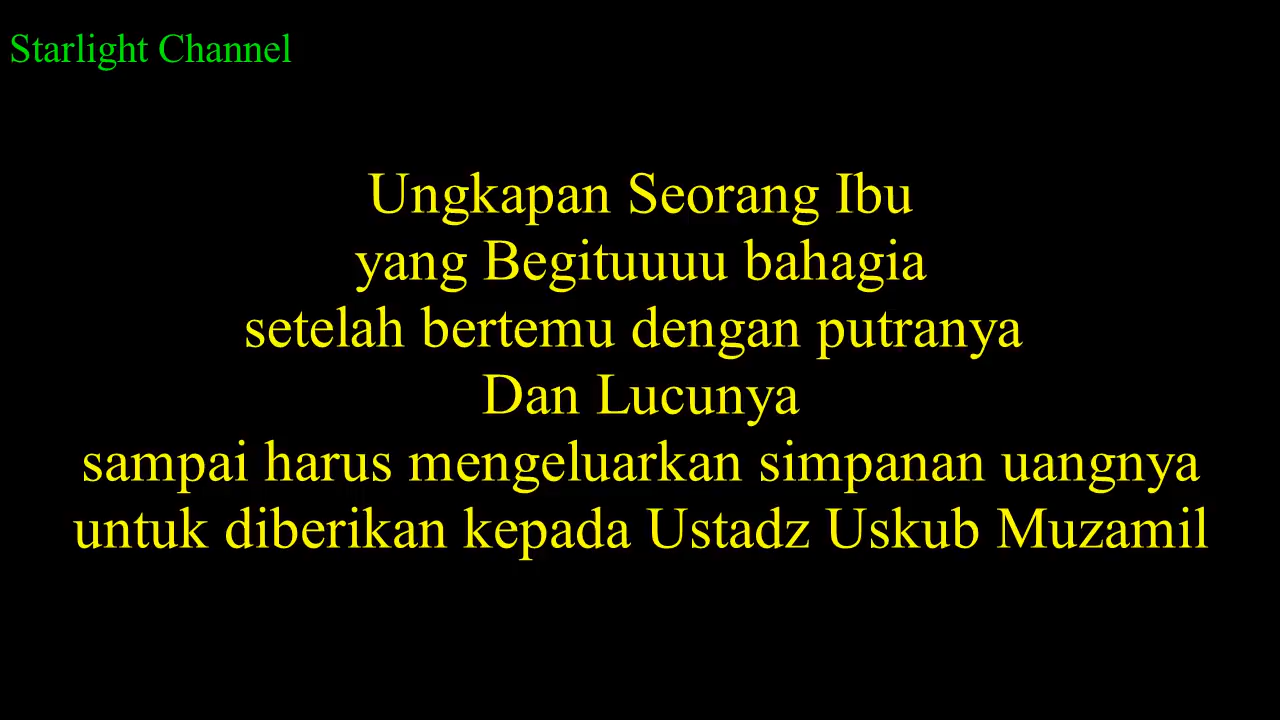 Starlight Channel
Ungkapan Seorang Ibu
yang Begituuuu bahagia
setelah bertemu dengan putranya
Dan Lucunya
sampai harus mengeluarkan simpanan uangnya
untuk diberikan kepada Ustadz Uskub Muzamil